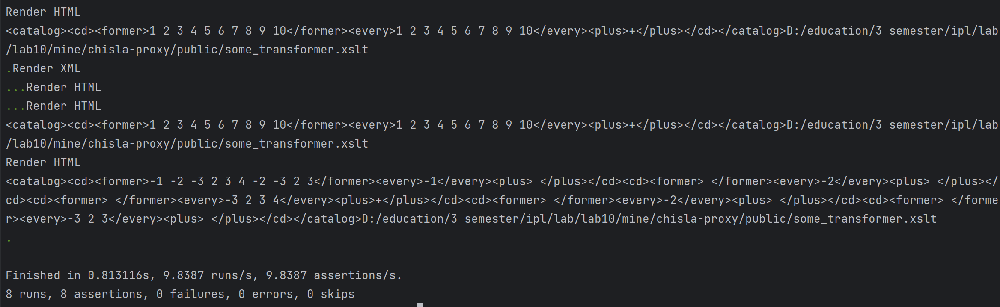 Render HTML
<catalog><cd><former>1 2 3 4 5 6 7 8 9 10</former><every>1 2 3 4 5 6 7 8 9 10</every><plus>+</plus></cd></catalog>D:/education/3 semester/ipl/lab
/lab10/mine/chisla-proxy/public/some_transformer.xslt
.Render XML
...Render HTML
...Render HTML
<catalog><cd><former>1 2 3 4 5 6 7 8 9 10</former><every>1 2 3 4 5 6 7 8 9 10</every><plus>+</plus></cd></catalog>D:/education/3 semester/ipl/lab
/lab10/mine/chisla-proxy/public/some_transformer.xslt
Render HTML
<catalog><cd><former>-1 -2 -3 2 3 4 -2 -3 2 3</former><every>-1</every><plus> </plus></cd><cd><former> </former><every>-2</every><plus> </plus></
cd><cd><former> </former><every>-3 2 3 4</every><plus>+</plus></cd><cd><former> </former><every>-2</every><plus> </plus></cd><cd><former> </forme
r><every>-3 2 3</every><plus> </plus></cd></catalog>D:/education/3 semester/ipl/lab/lab10/mine/chisla-proxy/public/some_transformer.xslt
.
Finished in 0.813116s, 9.8387 runs/s, 9.8387 assertions/s.
8 runs, 8 assertions, 0 failures, 0 errors, 0 skips